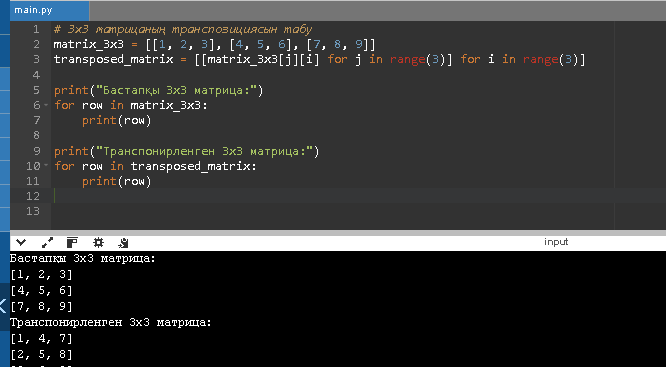 main.py
1 # 3x3 матрицаның транспозициясын табу
2 matrix_3x3 = [[1, 2, 3], [4, 5, 6], [7, 8, 9]]
3 transposed_matrix = [[matrix_3x3[j][i] for j in range(3)] for i in range(3)]
4
5 print("Бастапқы 3x3 матрица:")
6 for row in matrix_3x3:
7     print(row)
8
9 print("Транспонирленген 3x3 матрица:")
10 for row in transposed_matrix:
11     print(row)
12
13
input
Бастапқы 3x3 матрица:
[1, 2, 3]
[4, 5, 6]
[7, 8, 9]
Транспонирленген 3x3 матрица:
[1, 4, 7]
[2, 5, 8]